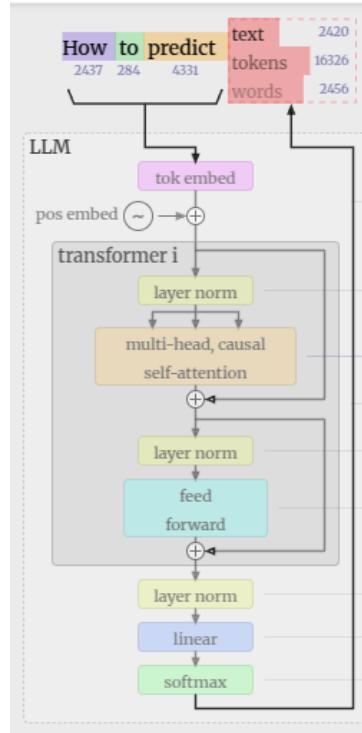 How to predict
2437 284 4331
text 2420
tokens 16326
words 2456
LLM
tok embed
pos embed ~ +
transformer i
layer norm
multi-head, causal
self-attention
+
layer norm
feed
forward
+
layer norm
linear
softmax